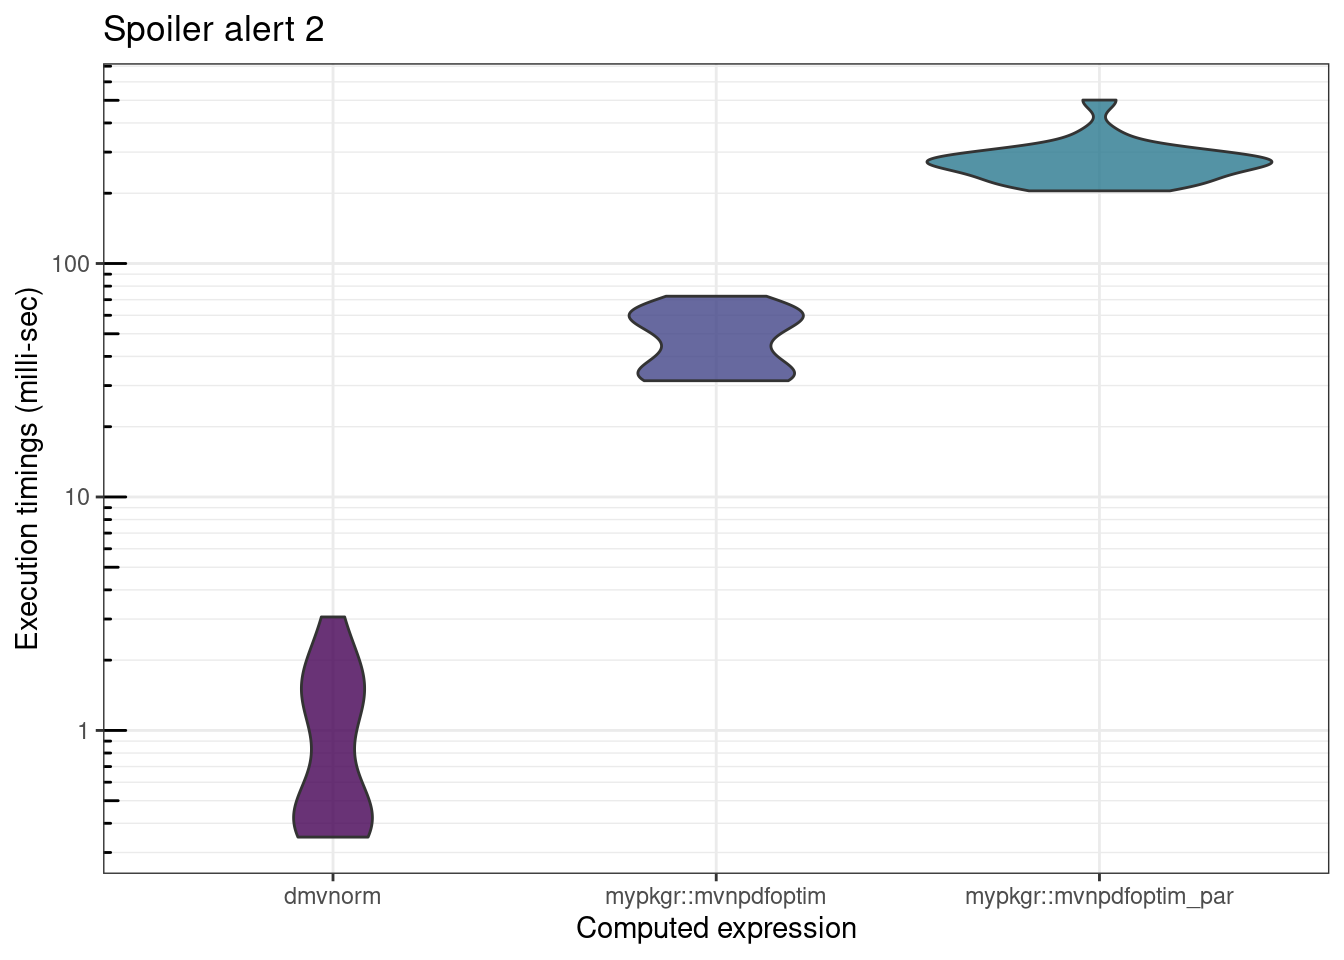 Spoiler alert 2
Execution timings (milli-sec)
100
10
1
dmvnorm
mypkgr::mvnpdfoptim
mypkgr::mvnpdfoptim_par
Computed expression